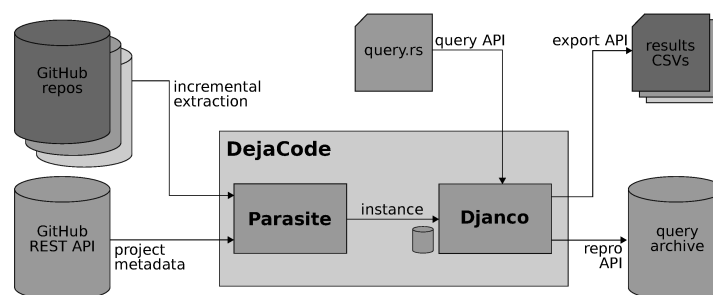 GitHub
repos
incremental
extraction
query.rs
query API
export API
results
CSVs
DejaCode
Parasite
instance
Djanco
GitHub
REST API
project
metadata
repro
API
query
archive